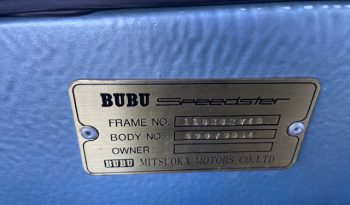 BUBU Speedster
FRAME NO.
BODY NO.
OWNER
BUBU MITSUOKA MOTORS CO., LTD.